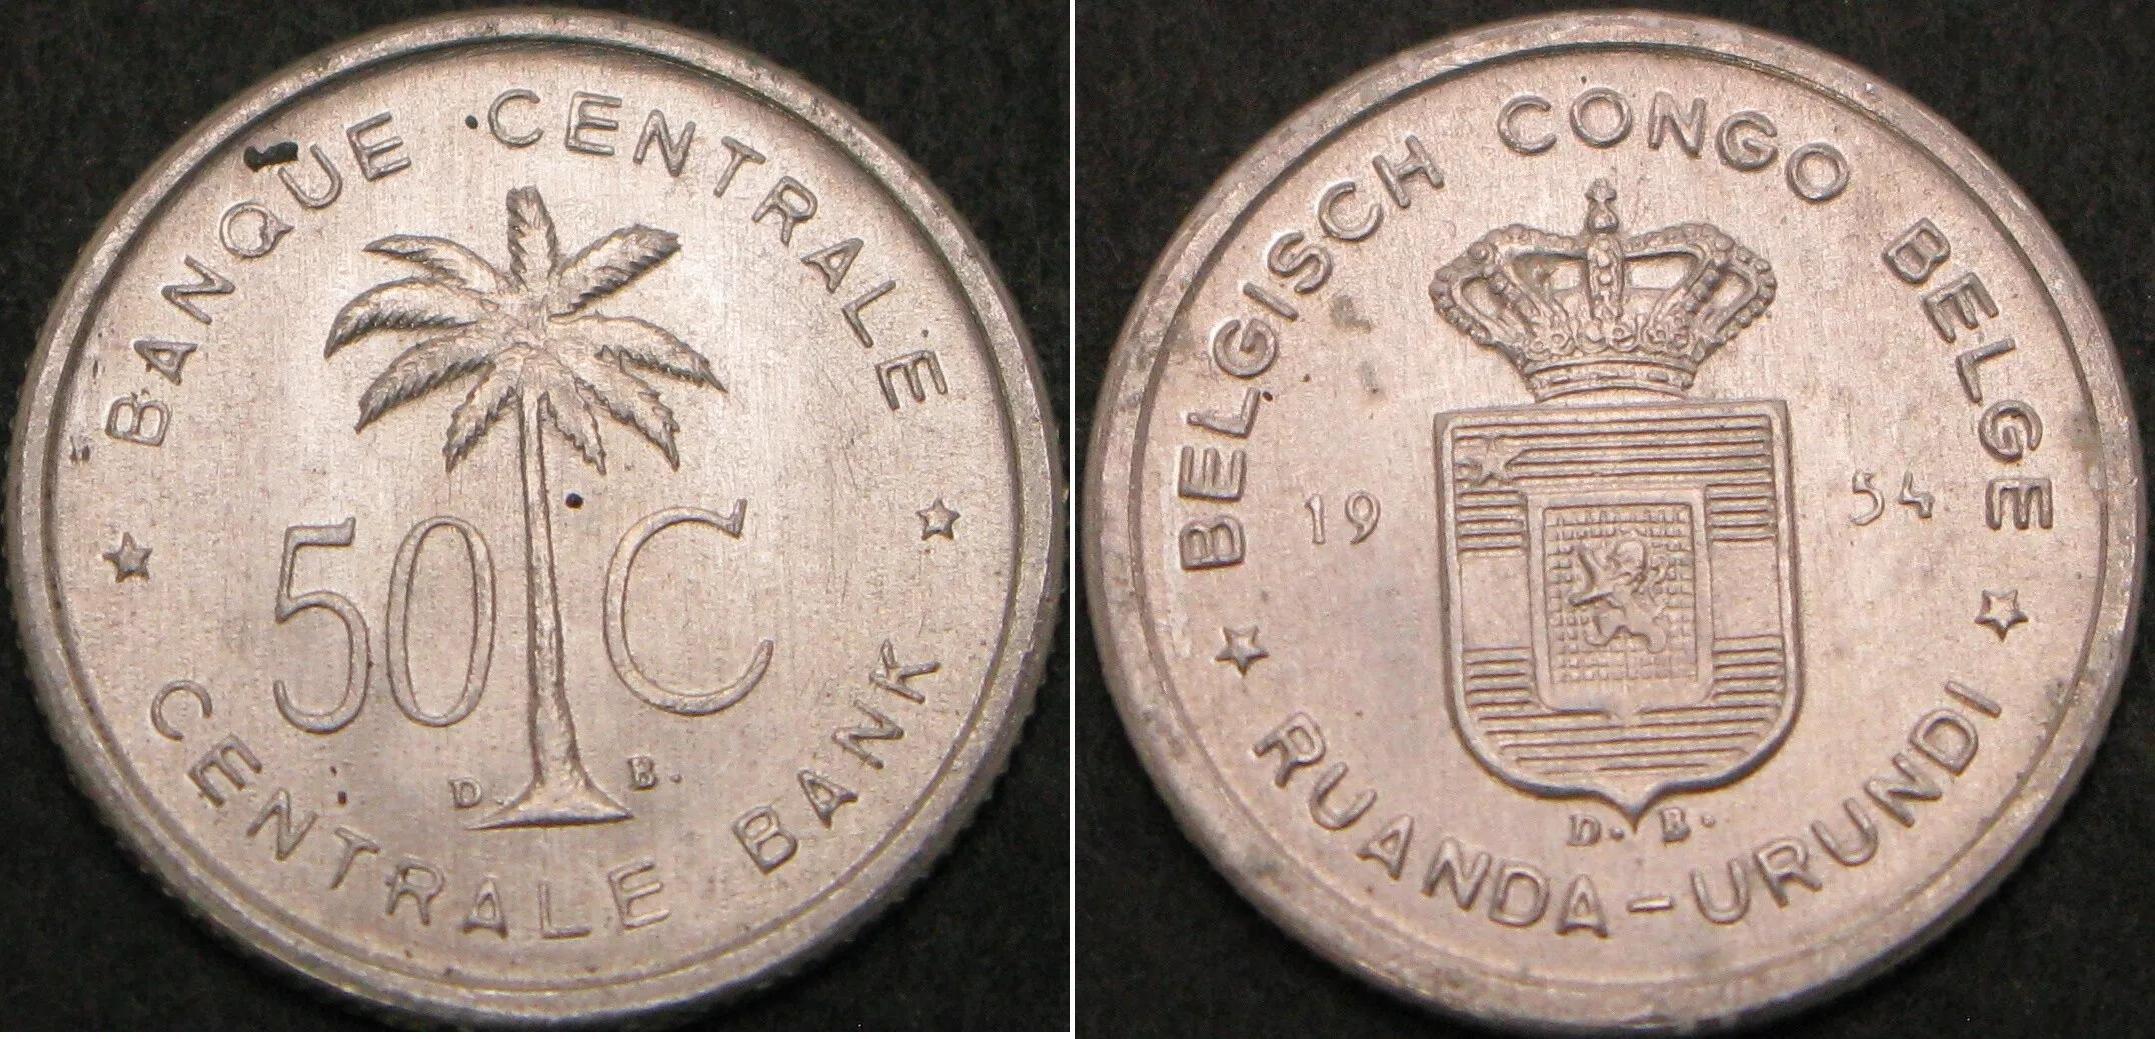 BANQUE CENTRALE
50 C
D. B.
CENTRALE BANK
BELGISCH CONGO BELGE
19 54
D. B.
RUANDA-URUNDI